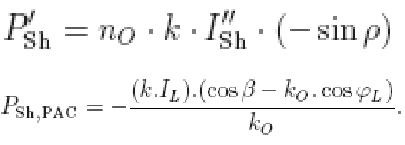 P′_Sh = n_O · k · I″_Sh · (− sin ρ)
P_Sh,PAC = −(k.I_L).(cos β − k_O. cos φ_L) / k_O.